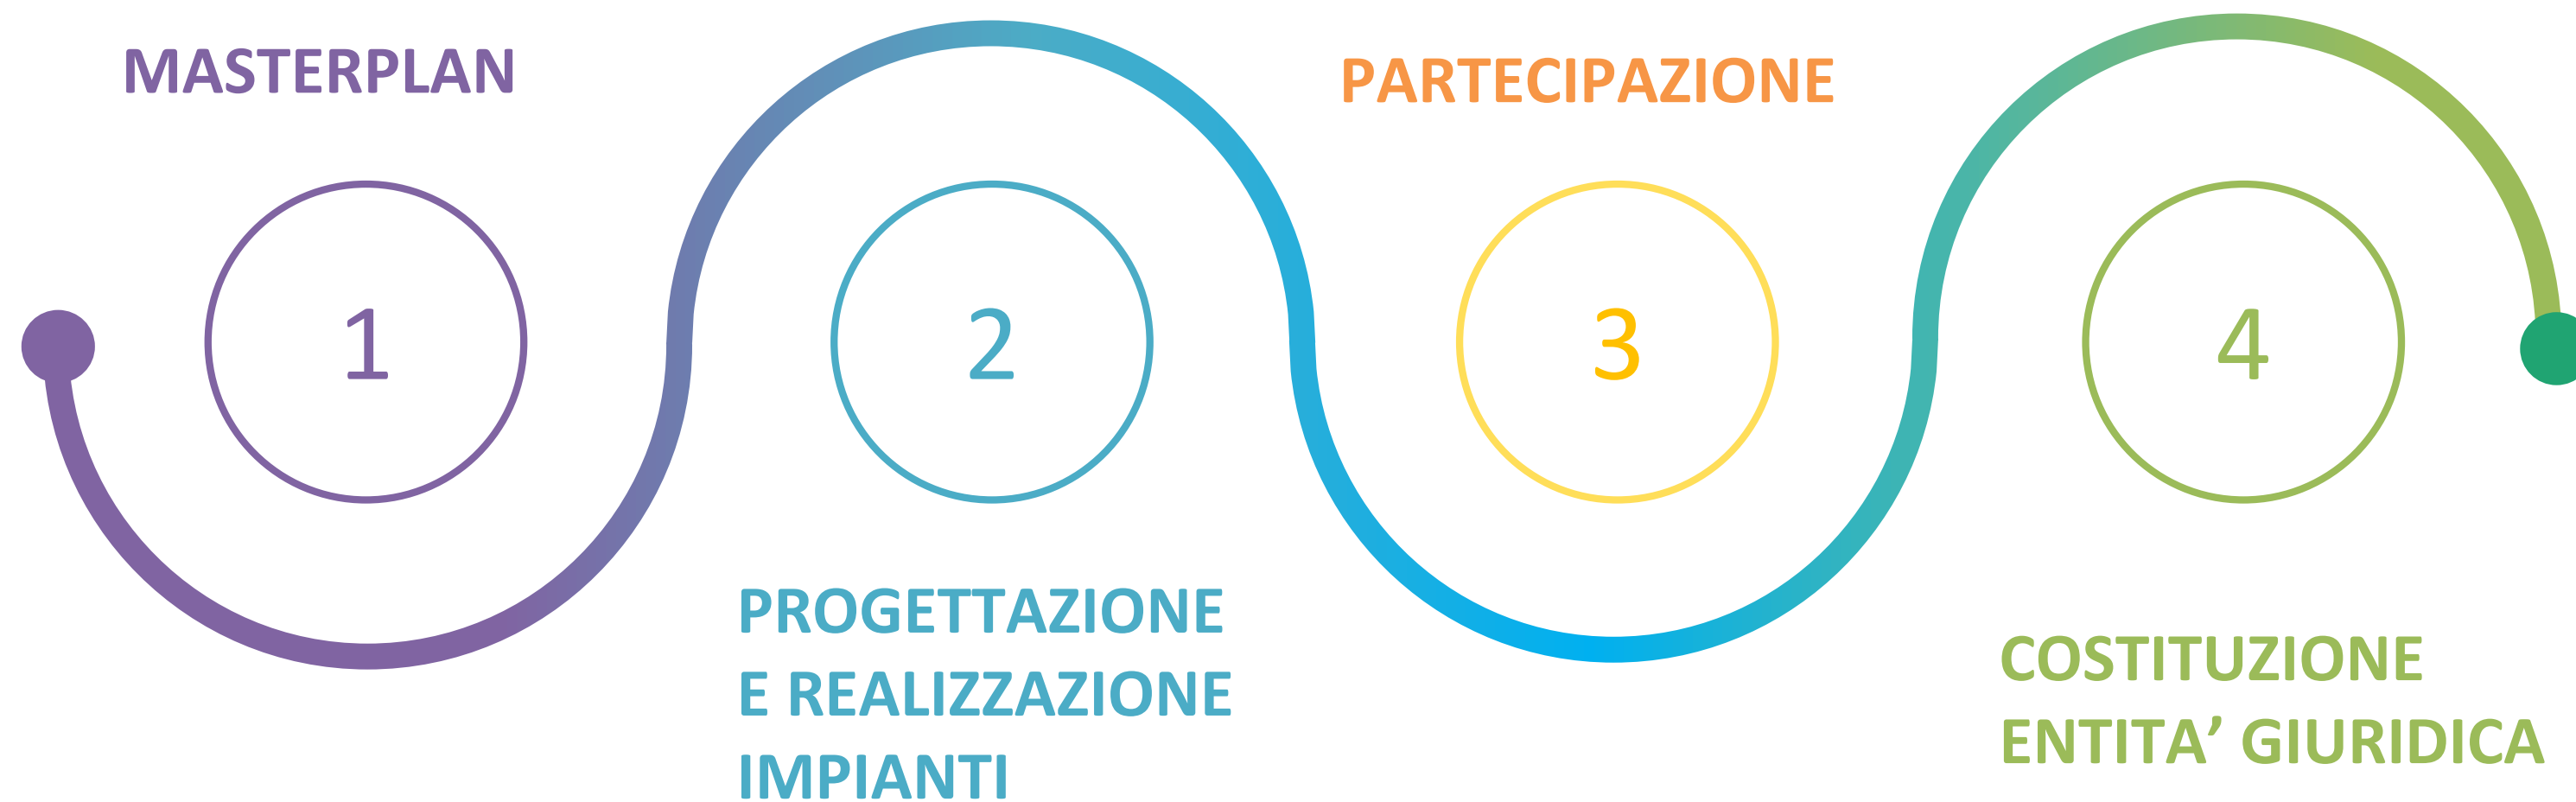 MASTERPLAN
1
2
PROGETTAZIONE
E REALIZZAZIONE
IMPIANTI
PARTECIPAZIONE
3
4
COSTITUZIONE
ENTITA’ GIURIDICA